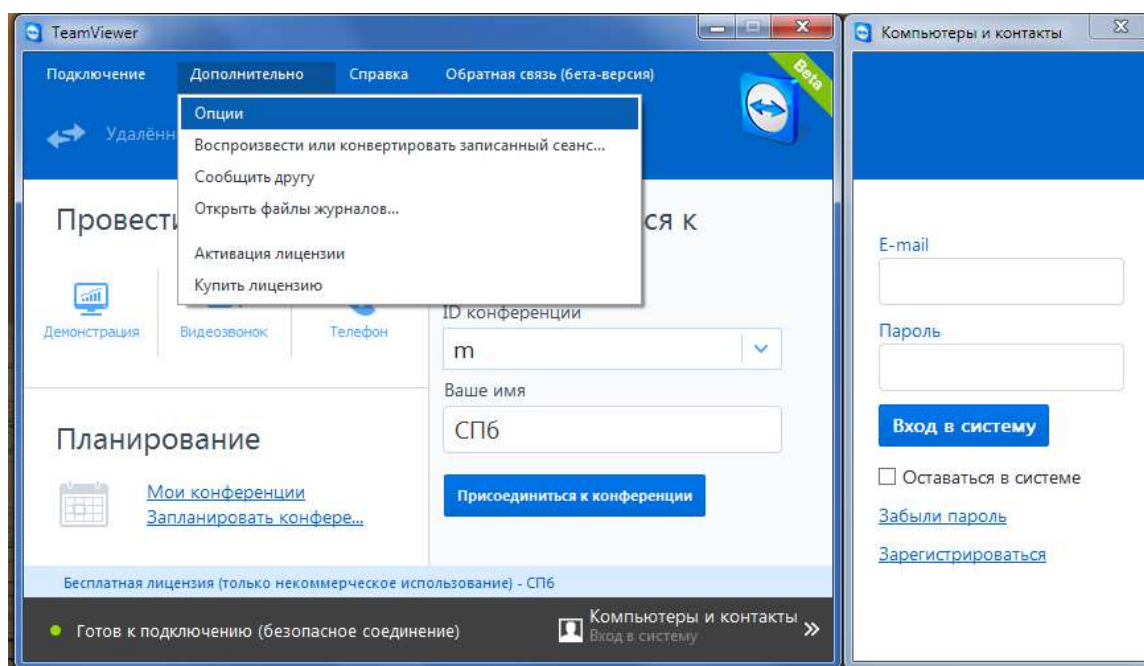 TeamViewer
Подключение Дополнительно Справка Обратная связь (бета-версия)
Beta
Опции
Удалённ
Воспроизвести или конвертировать записанный сеанс...
Сообщить другу
Открыть файлы журналов...
Активация лицензии
Купить лицензию
Провести
ся к
Демонстрация Видеозвонок Телефон
ID конференции
m
Ваше имя
СПб
Присоединиться к конференции
Планирование
Мои конференции
Запланировать конфере...
Бесплатная лицензия (только некоммерческое использование) - СПб
Готов к подключению (безопасное соединение)
Компьютеры и контакты
Вход в систему
Компьютеры и контакты
E-mail
Пароль
Вход в систему
Оставаться в системе
Забыли пароль
Зарегистрироваться